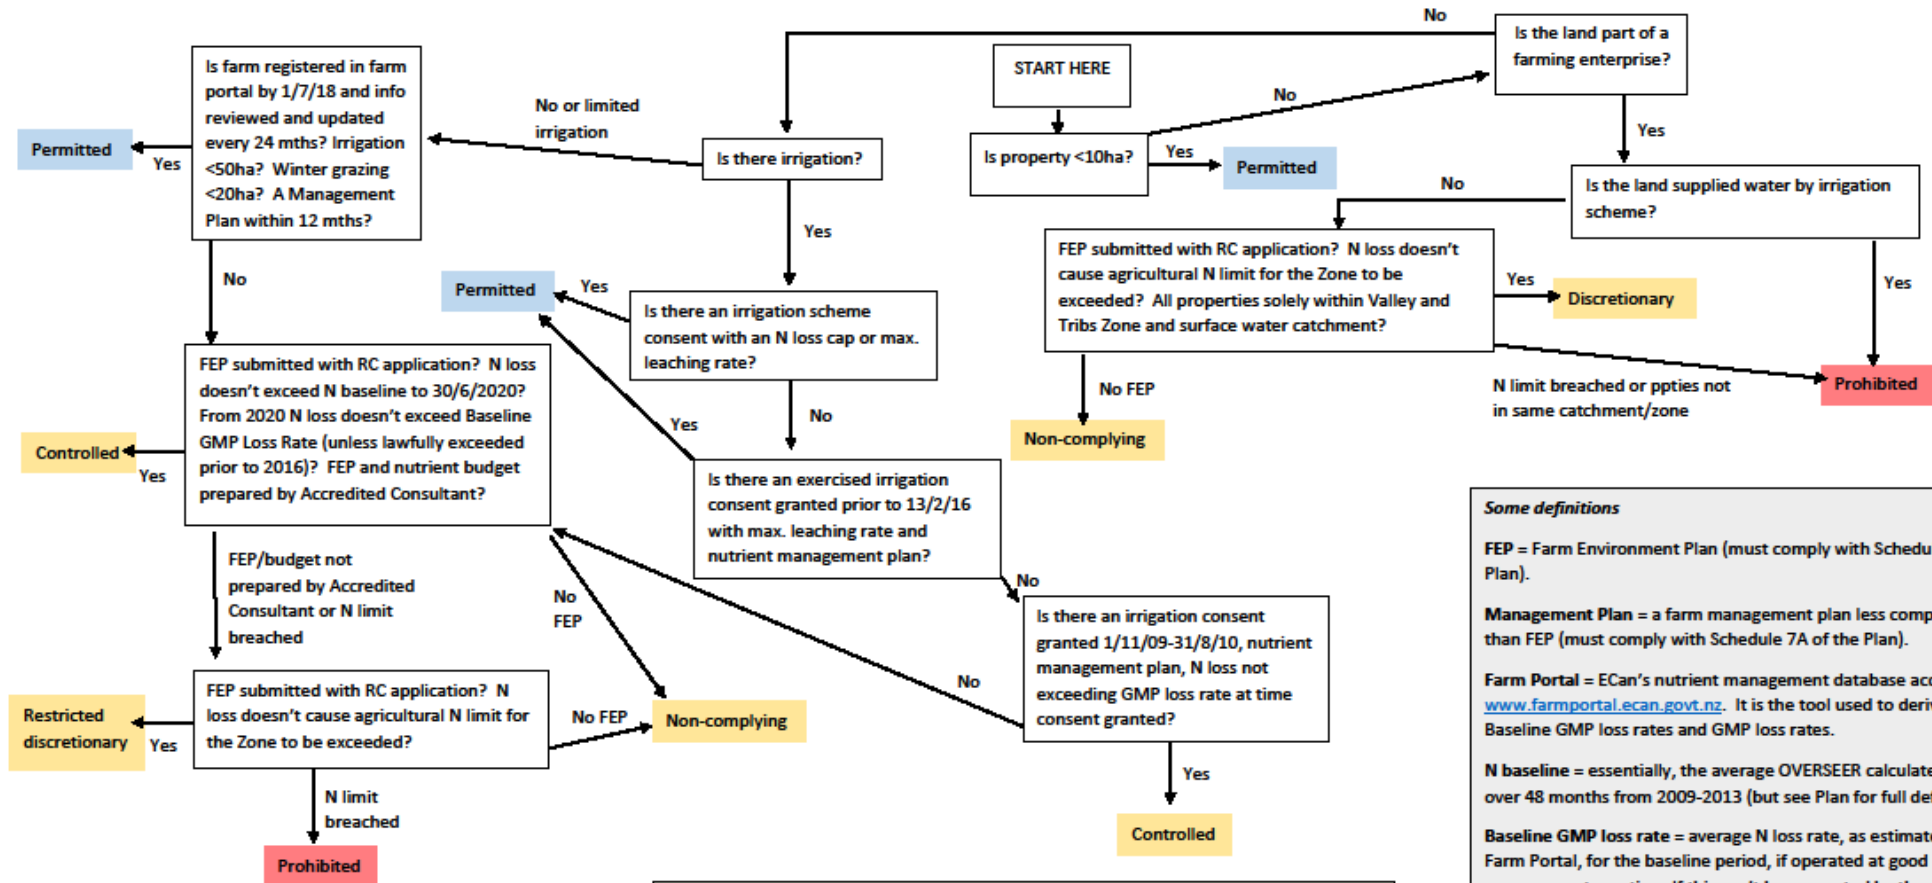 START HERE
Is property <10ha?
Yes
Permitted
No
Is the land part of a
farming enterprise?
No
Yes
Is the land supplied water by irrigation
scheme?
No
Yes
FEP submitted with RC application?  N loss doesn't
cause agricultural N limit for the Zone to be
exceeded?  All properties solely within Valley and
Tribs Zone and surface water catchment?
Yes
Discretionary
No FEP
Non-complying
N limit breached or ppties not
in same catchment/zone
Prohibited
Is there irrigation?
No or limited
irrigation
Yes
Is farm registered in farm
portal by 1/7/18 and info
reviewed and updated
every 24 mths? Irrigation
<50ha?  Winter grazing
<20ha?  A Management
Plan within 12 mths?
Yes
Permitted
No
Is there an irrigation scheme
consent with an N loss cap or max.
leaching rate?
Yes
Permitted
No
Is there an exercised irrigation
consent granted prior to 13/2/16
with max. leaching rate and
nutrient management plan?
Yes
No
Is there an irrigation consent
granted 1/11/09-31/8/10, nutrient
management plan, N loss not
exceeding GMP loss rate at time
consent granted?
No
Yes
Controlled
FEP submitted with RC application?  N loss
doesn't exceed N baseline to 30/6/2020?
From 2020 N loss doesn't exceed Baseline
GMP Loss Rate (unless lawfully exceeded
prior to 2016)?  FEP and nutrient budget
prepared by Accredited Consultant?
Yes
Controlled
FEP/budget not
prepared by Accredited
Consultant or N limit
breached
No
FEP
Non-complying
FEP submitted with RC application?  N
loss doesn't cause agricultural N limit for
the Zone to be exceeded?
Yes
Restricted
discretionary
No FEP
N limit
breached
Prohibited
Some definitions
FEP = Farm Environment Plan (must comply with
Plan).
Management Plan = a farm management plan less
than FEP (must comply with Schedule 7A of the Plan).
Farm Portal = ECan's nutrient management database
www.farmportal.ecan.govt.nz.  It is the tool used to
Baseline GMP loss rates and GMP loss rates.
N baseline = essentially, the average OVERSEER
over 48 months from 2009-2013 (but see Plan for full
Baseline GMP loss rate = average N loss rate, as
Farm Portal, for the baseline period, if operated at good